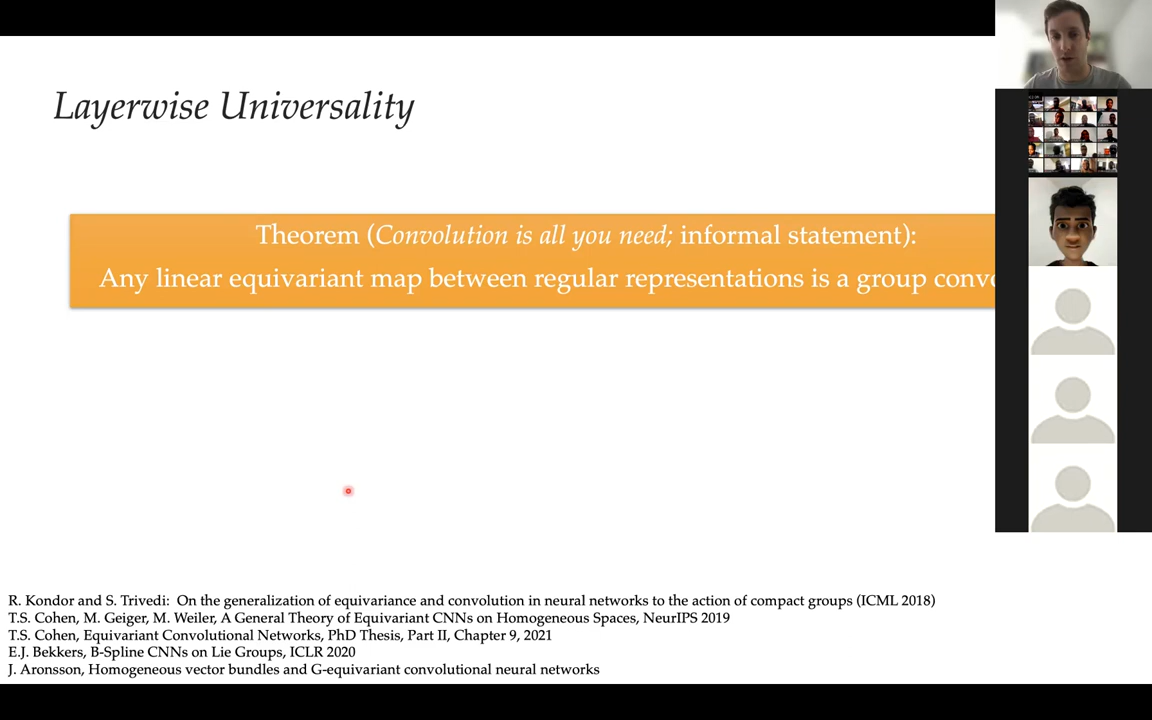 Layerwise Universality
Theorem (Convolution is all you need; informal statement):
Any linear equivariant map between regular representations is a group
R. Kondor and S. Trivedi: On the generalization of equivariance and convolution in neural networks to the action of compact groups (ICML 2018)
T.S. Cohen, M. Geiger, M. Weiler, A General Theory of Equivariant CNNs on Homogeneous Spaces, NeurIPS 2019
T.S. Cohen, Equivariant Convolutional Networks, PhD Thesis, Part II, Chapter 9, 2021
E.J. Bekkers, B-Spline CNNs on Lie Groups, ICLR 2020
J. Aronsson, Homogeneous vector bundles and G-equivariant convolutional neural networks